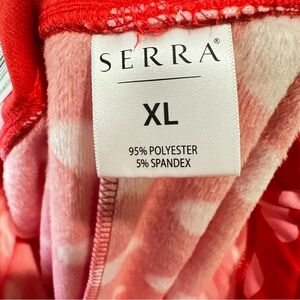 SERRA®
XL
95% POLYESTER
5% SPANDEX